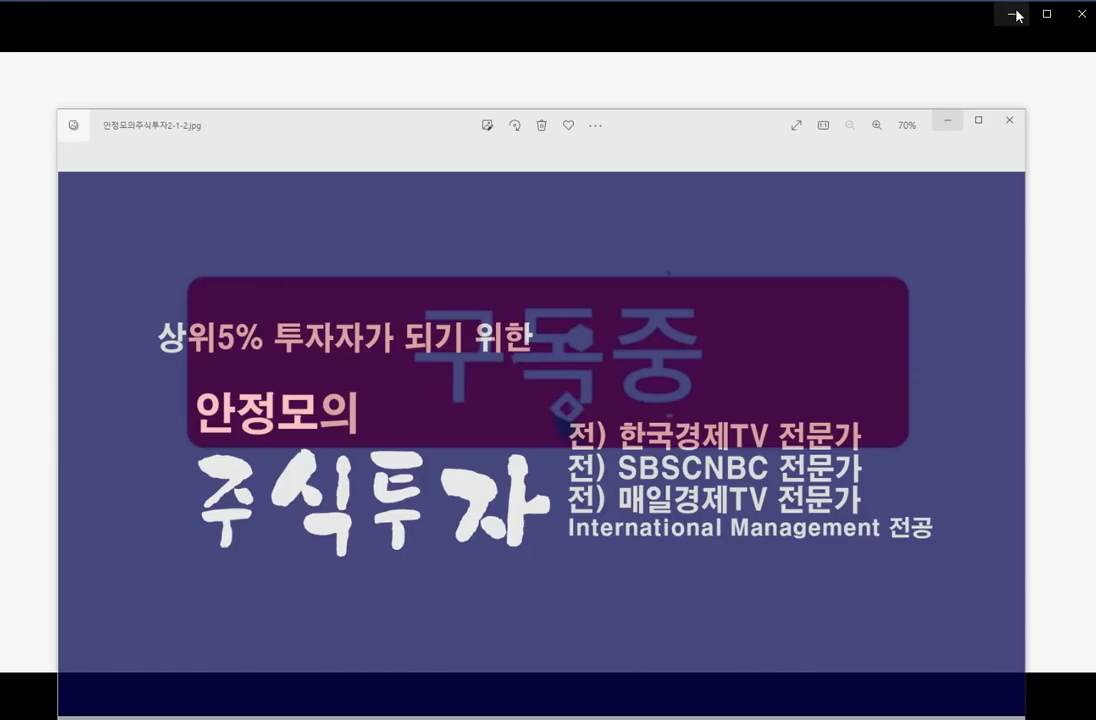 안정모의주식투자2-1-2.jpg
70%
구독중
상위5% 투자자가 되기 위한
안정모의
주식투자
전) 한국경제TV 전문가
전) SBSCNBC 전문가
전) 매일경제TV 전문가
International Management 전공